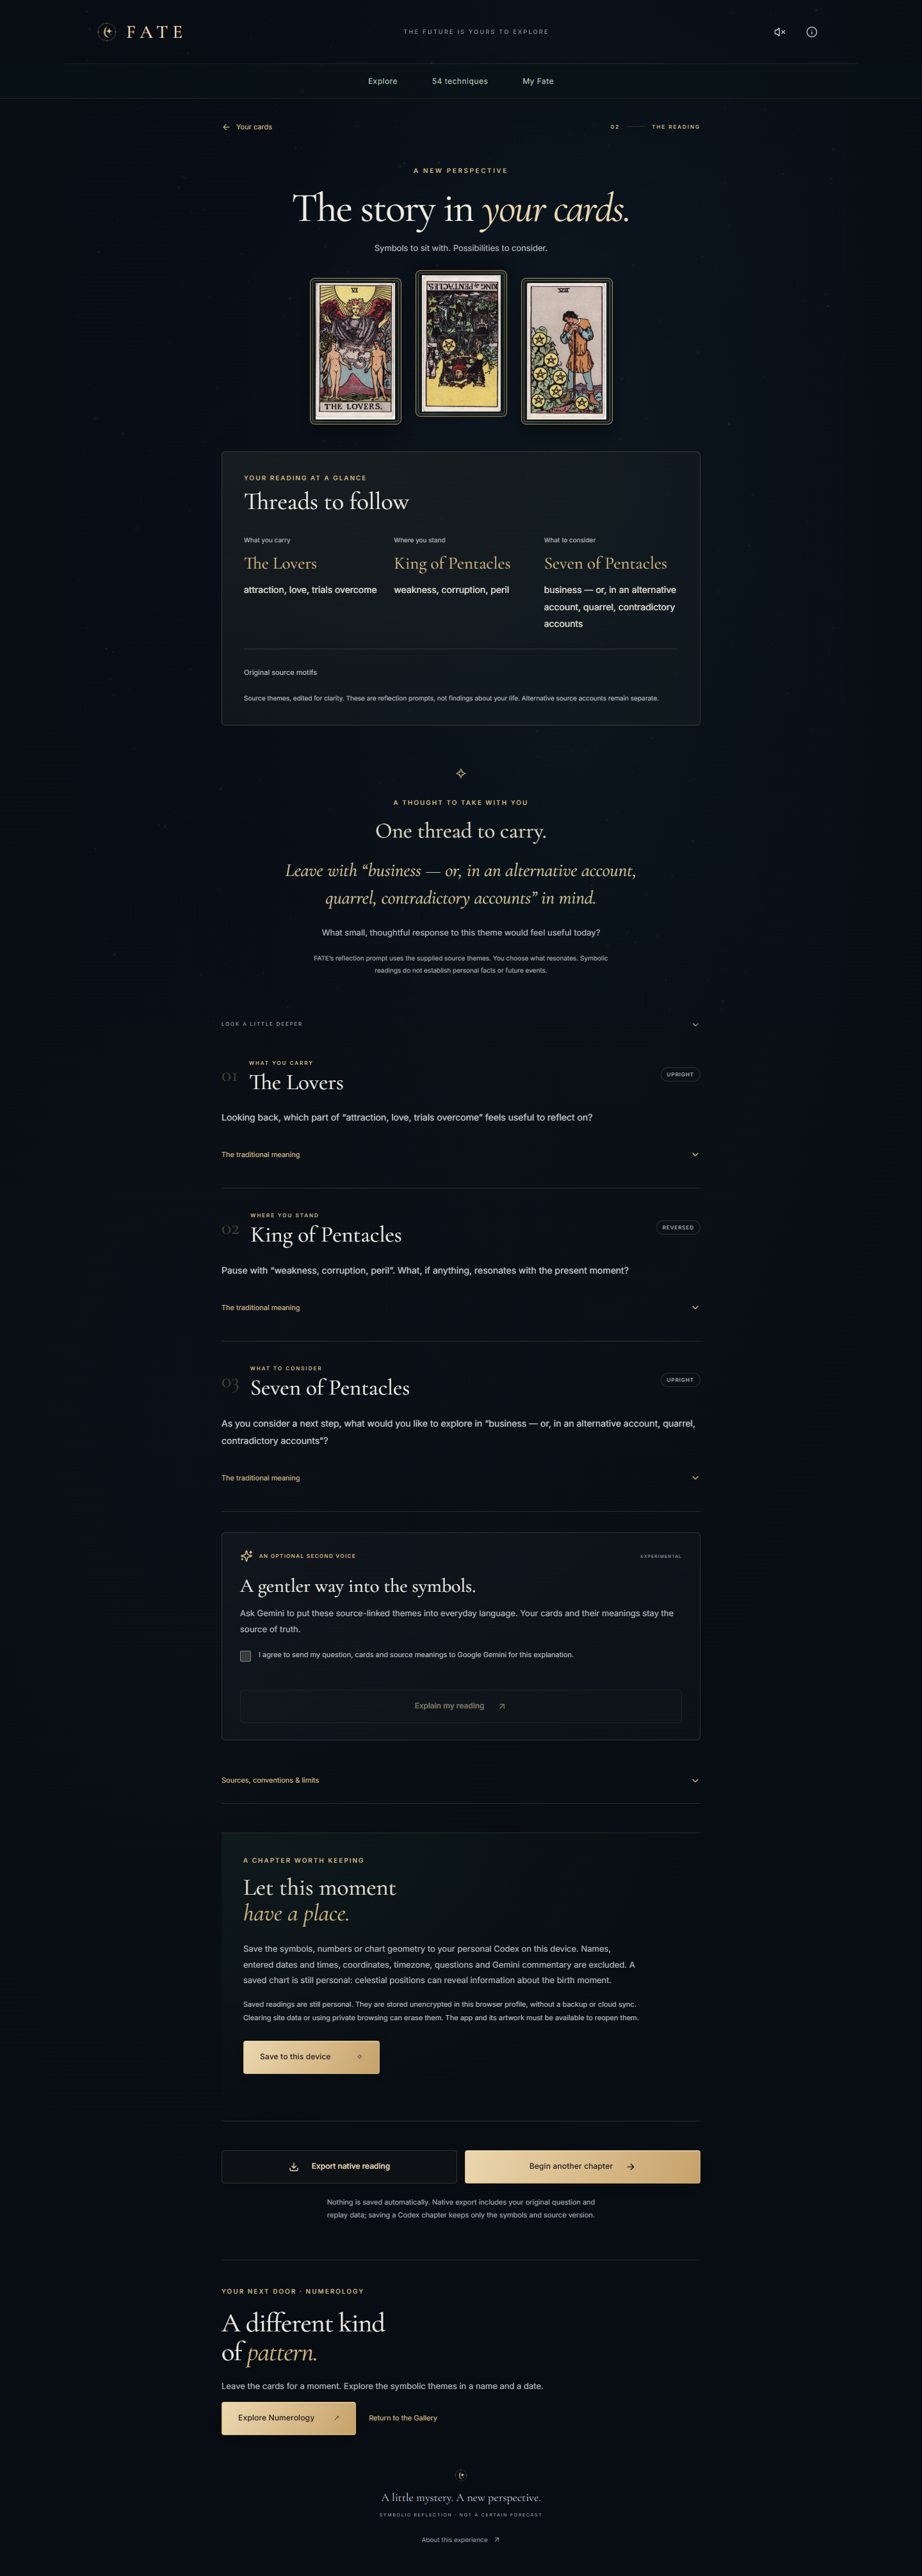 FATE
THE FUTURE IS YOURS TO EXPLORE
Explore
54 techniques
My Fate
Your cards
02
THE READING
A NEW PERSPECTIVE
The story in your cards.
Symbols to sit with. Possibilities to consider.
VI
THE LOVERS.
KING of PENTACLES
VII
YOUR READING AT A GLANCE
Threads to follow
What you carry
The Lovers
attraction, love, trials overcome
Where you stand
King of Pentacles
weakness, corruption, peril
What to consider
Seven of Pentacles
business — or, in an alternative
account, quarrel, contradictory
accounts
Original source motifs
Source themes, edited for clarity. These are reflection prompts, not findings about your life. Alternative source accounts remain separate.
A THOUGHT TO TAKE WITH YOU
One thread to carry.
Leave with “business — or, in an alternative account,
quarrel, contradictory accounts” in mind.
What small, thoughtful response to this theme would feel useful today?
FATE’s reflection prompt uses the supplied source themes. You choose what resonates. Symbolic
readings do not establish personal facts or future events.
LOOK A LITTLE DEEPER
01
WHAT YOU CARRY
The Lovers
UPRIGHT
Looking back, which part of “attraction, love, trials overcome” feels useful to reflect on?
The traditional meaning
02
WHERE YOU STAND
King of Pentacles
REVERSED
Pause with “weakness, corruption, peril”. What, if anything, resonates with the present moment?
The traditional meaning
03
WHAT TO CONSIDER
Seven of Pentacles
UPRIGHT
As you consider a next step, what would you like to explore in “business — or, in an alternative account, quarrel,
contradictory accounts”?
The traditional meaning
AN OPTIONAL SECOND VOICE
EXPERIMENTAL
A gentler way into the symbols.
Ask Gemini to put these source-linked themes into everyday language. Your cards and their meanings stay the
source of truth.
I agree to send my question, cards and source meanings to Google Gemini for this explanation.
Explain my reading
Sources, conventions & limits
A CHAPTER WORTH KEEPING
Let this moment
have a place.
Save the symbols, numbers or chart geometry to your personal Codex on this device. Names,
entered dates and times, coordinates, timezone, questions and Gemini commentary are excluded. A
saved chart is still personal: celestial positions can reveal information about the birth moment.
Saved readings are still personal. They are stored unencrypted in this browser profile, without a backup or cloud sync.
Clearing site data or using private browsing can erase them. The app and its artwork must be available to reopen them.
Save to this device
Export native reading
Begin another chapter
Nothing is saved automatically. Native export includes your original question and
replay data; saving a Codex chapter keeps only the symbols and source version.
YOUR NEXT DOOR · NUMEROLOGY
A different kind
of pattern.
Leave the cards for a moment. Explore the symbolic themes in a name and a date.
Explore Numerology
Return to the Gallery
A little mystery. A new perspective.
SYMBOLIC REFLECTION · NOT A CERTAIN FORECAST
About this experience